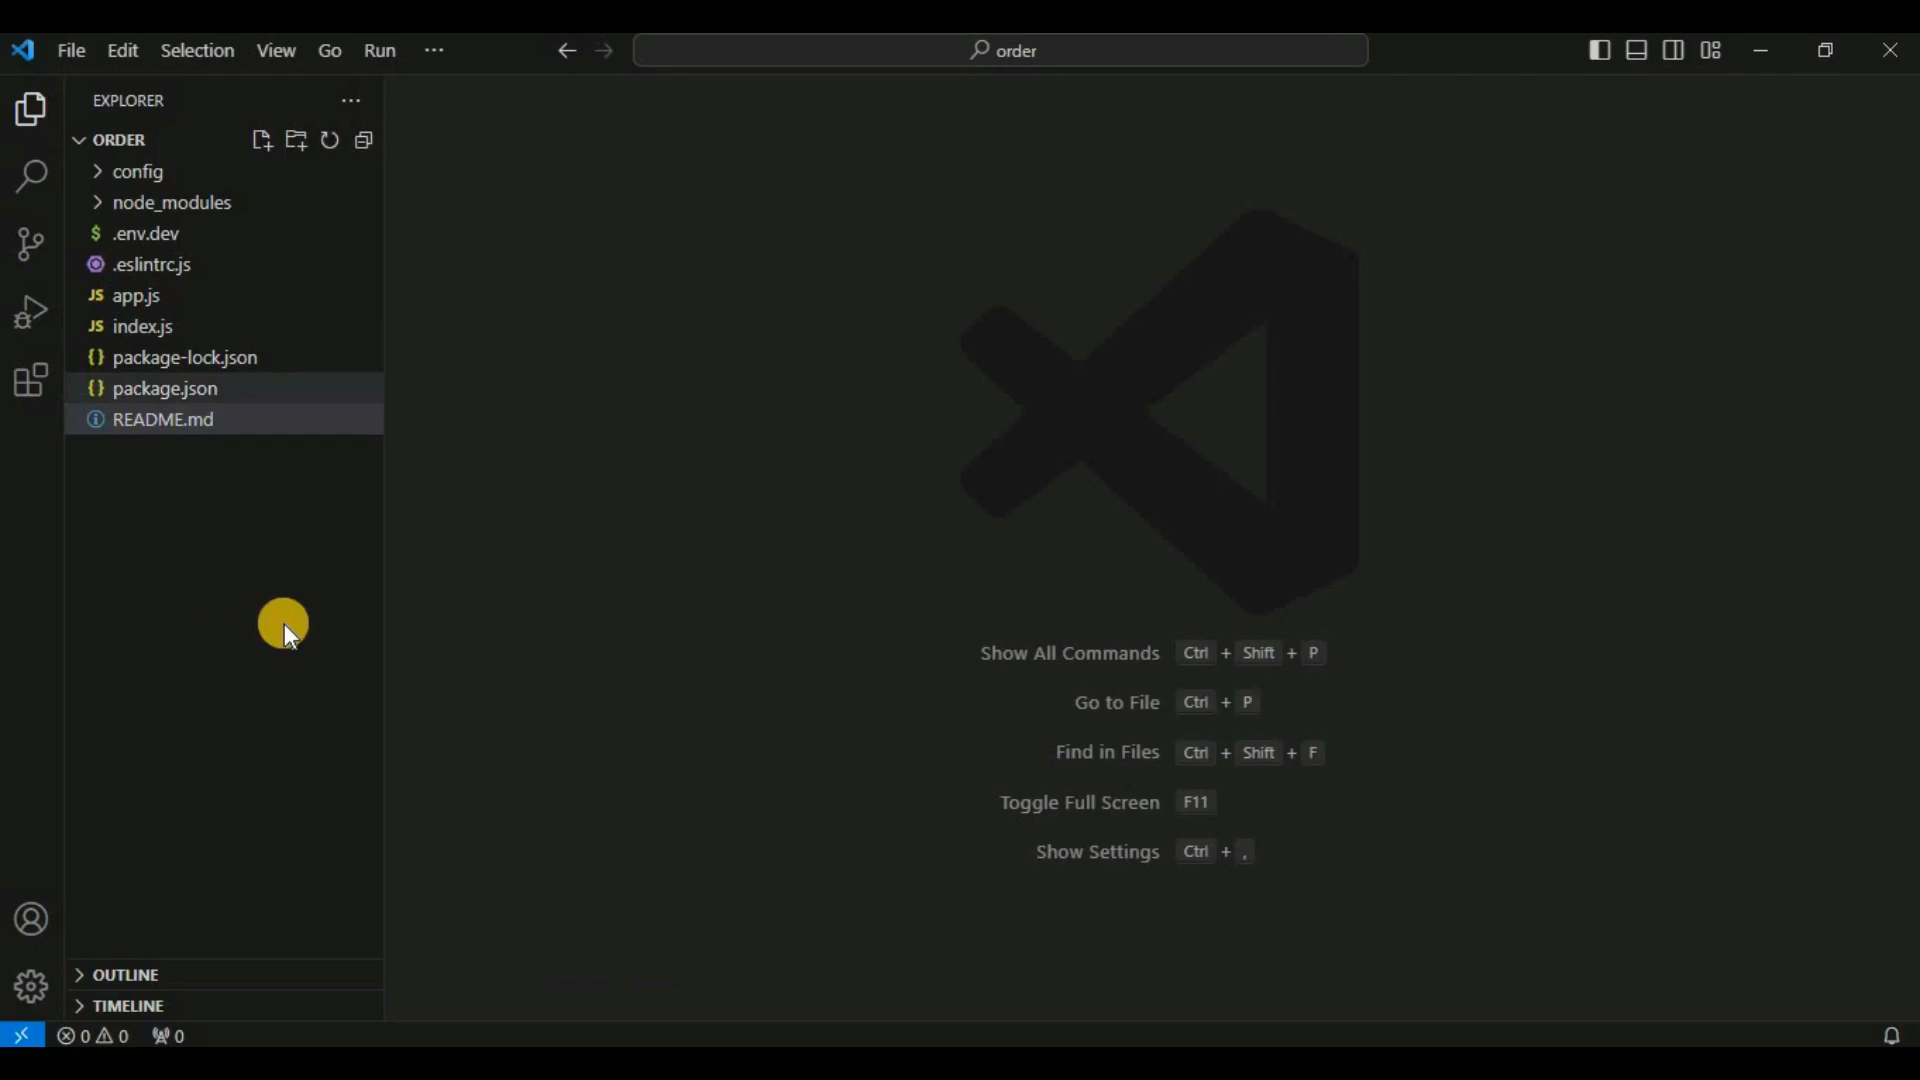 File Edit Selection View Go Run ···
order
EXPLORER ···
ORDER
config
node_modules
$ .env.dev
.eslintrc.js
JS app.js
JS index.js
{} package-lock.json
{} package.json
README.md
Show All Commands Ctrl + Shift + P
Go to File Ctrl + P
Find in Files Ctrl + Shift + F
Toggle Full Screen F11
Show Settings Ctrl + ,
OUTLINE
TIMELINE
0 0 0